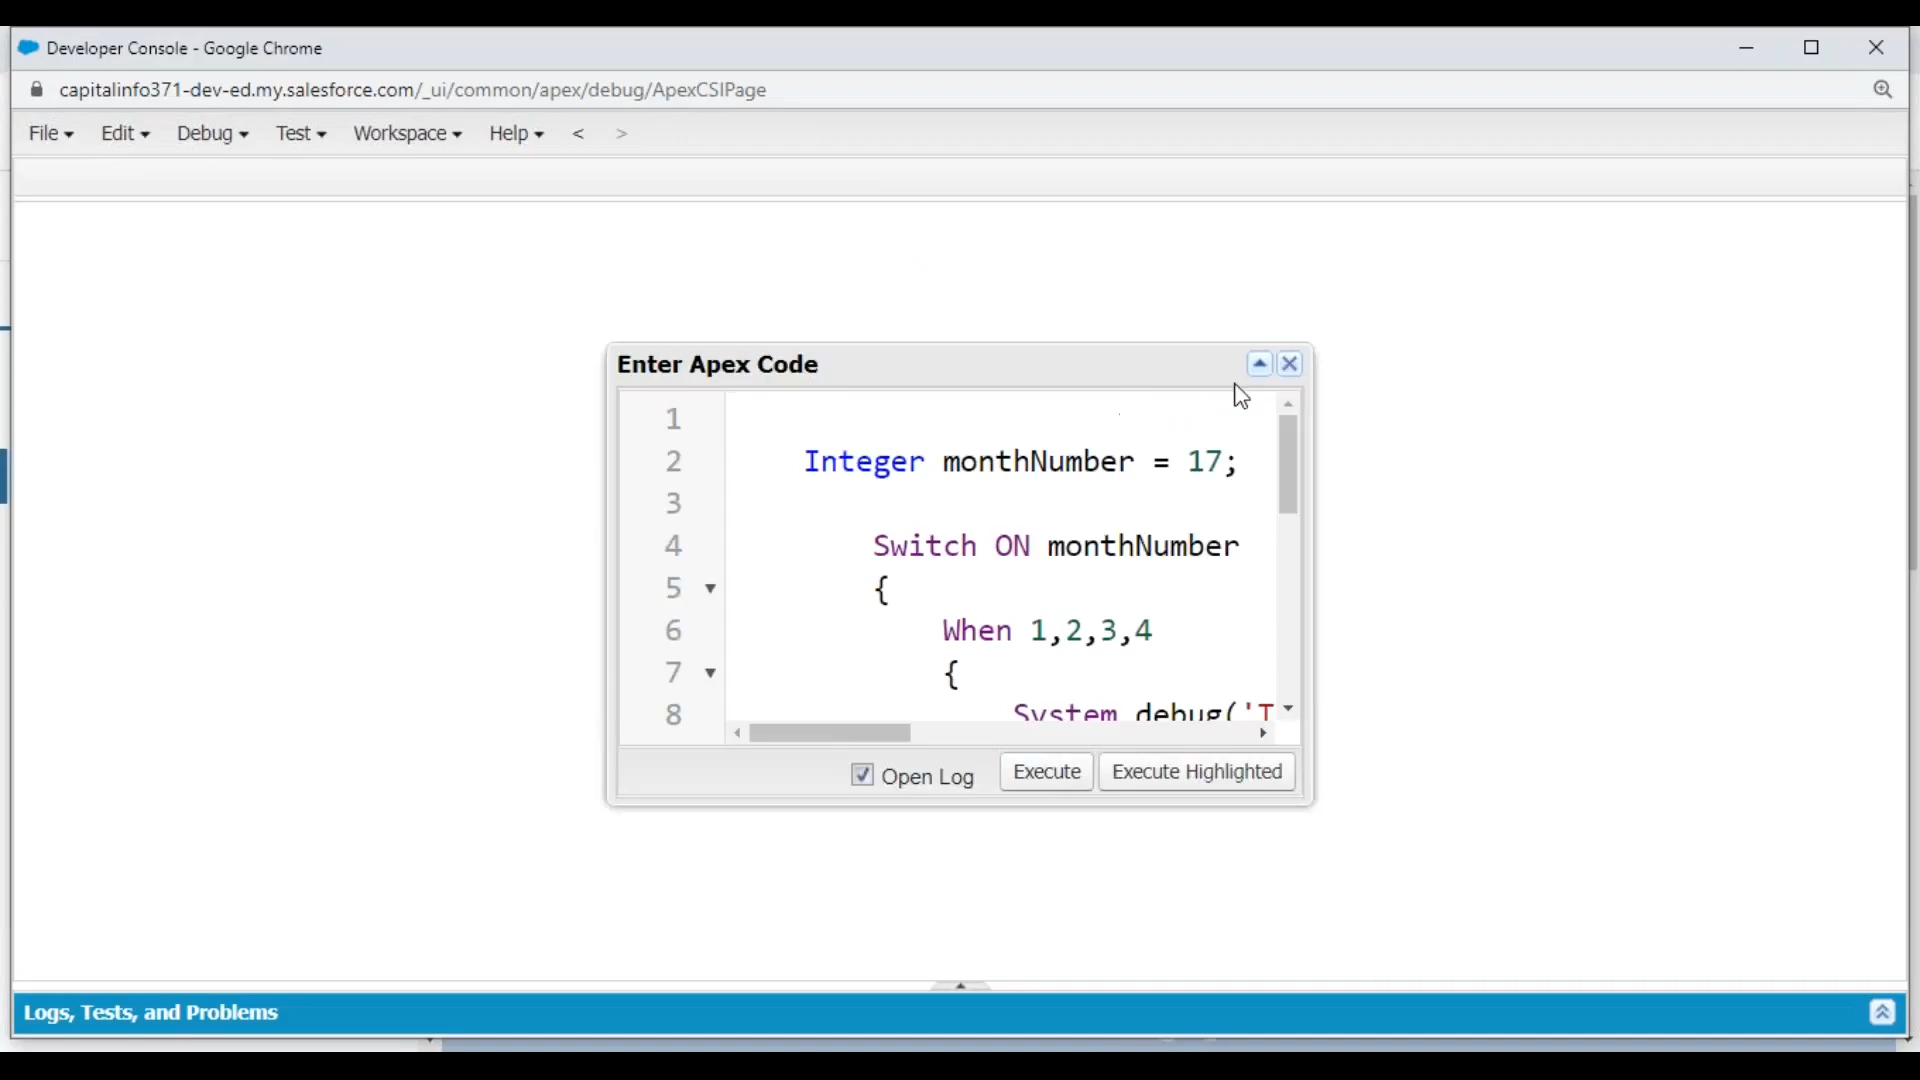 Developer Console - Google Chrome
capitalinfo371-dev-ed.my.salesforce.com/_ui/common/apex/debug/ApexCSIPage
File Edit Debug Test Workspace Help < >
Enter Apex Code
1
2 Integer monthNumber = 17;
3
4 Switch ON monthNumber
5 {
6 When 1,2,3,4
7 {
8 System debug('T
Open Log Execute Execute Highlighted
Logs, Tests, and Problems